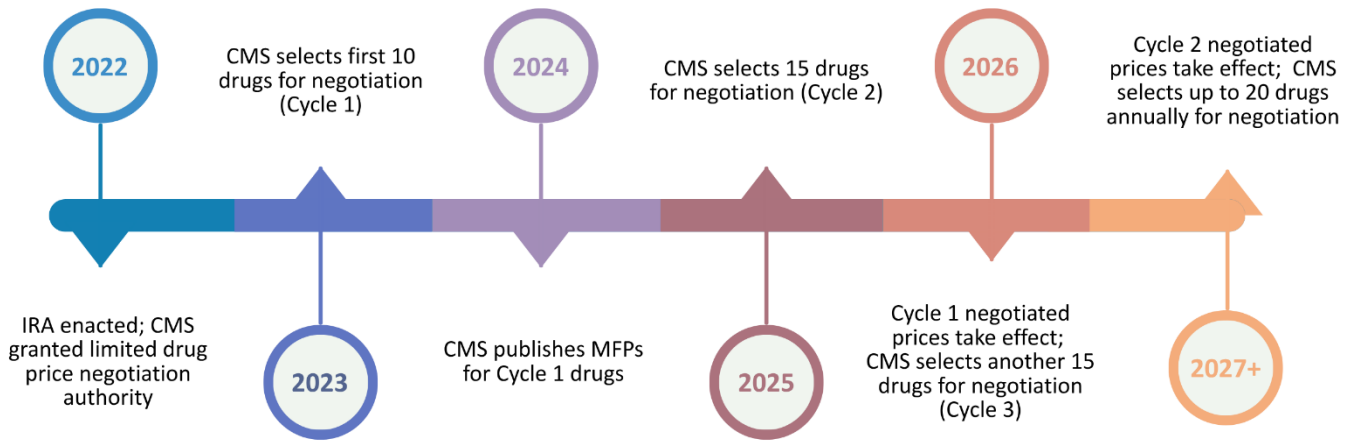 2022
IRA enacted; CMS
granted limited drug
price negotiation
authority
CMS selects first 10
drugs for negotiation
(Cycle 1)
2023
2024
CMS publishes MFPs
for Cycle 1 drugs
CMS selects 15 drugs
for negotiation (Cycle 2)
2025
2026
Cycle 1 negotiated
prices take effect;
CMS selects another 15
drugs for negotiation
(Cycle 3)
Cycle 2 negotiated
prices take effect;  CMS
selects up to 20 drugs
annually for negotiation
2027+